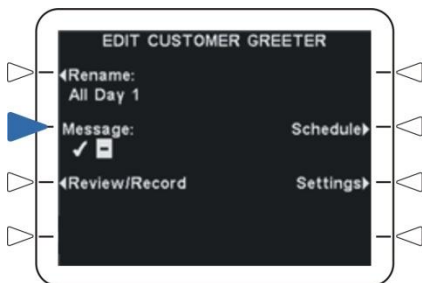 EDIT CUSTOMER GREETER
Rename:
All Day 1
Message:
Schedule
Review/Record
Settings